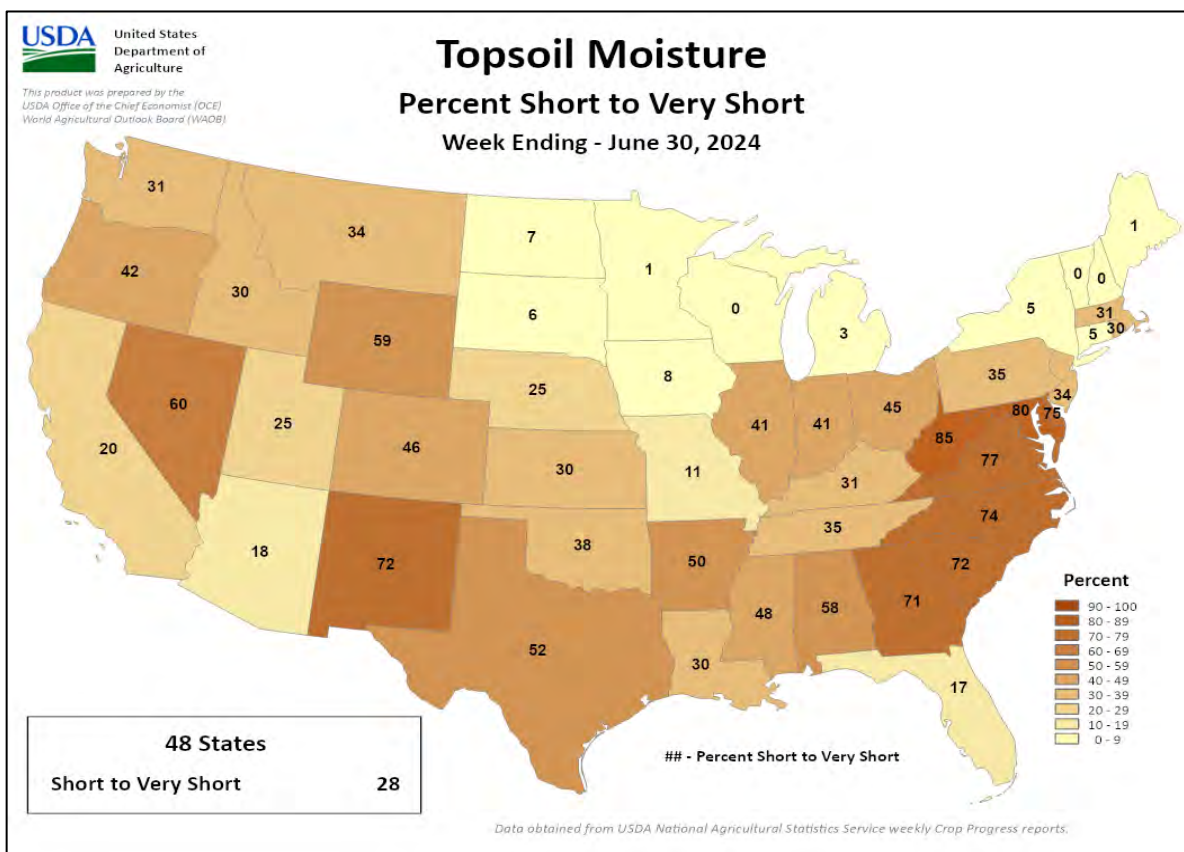 USDA
United States
Department of
Agriculture
This product was prepared by the
USDA Office of the Chief Economist (OCE)
World Agricultural Outlook Board (WAOB)
Topsoil Moisture
Percent Short to Very Short
Week Ending - June 30, 2024
31
34
7
1
1
42
30
6
0
3
5
0
0
31
5
30
59
8
60
25
25
35
34
20
46
30
41
41
45
80
75
85
77
11
31
18
72
38
50
35
74
72
52
48
58
71
30
17
Percent
90 - 100
80 - 89
70 - 79
60 - 69
50 - 59
40 - 49
30 - 39
20 - 29
10 - 19
0 - 9
48 States
Short to Very Short 28
## - Percent Short to Very Short
Data obtained from USDA National Agricultural Statistics Service weekly Crop Progress reports.